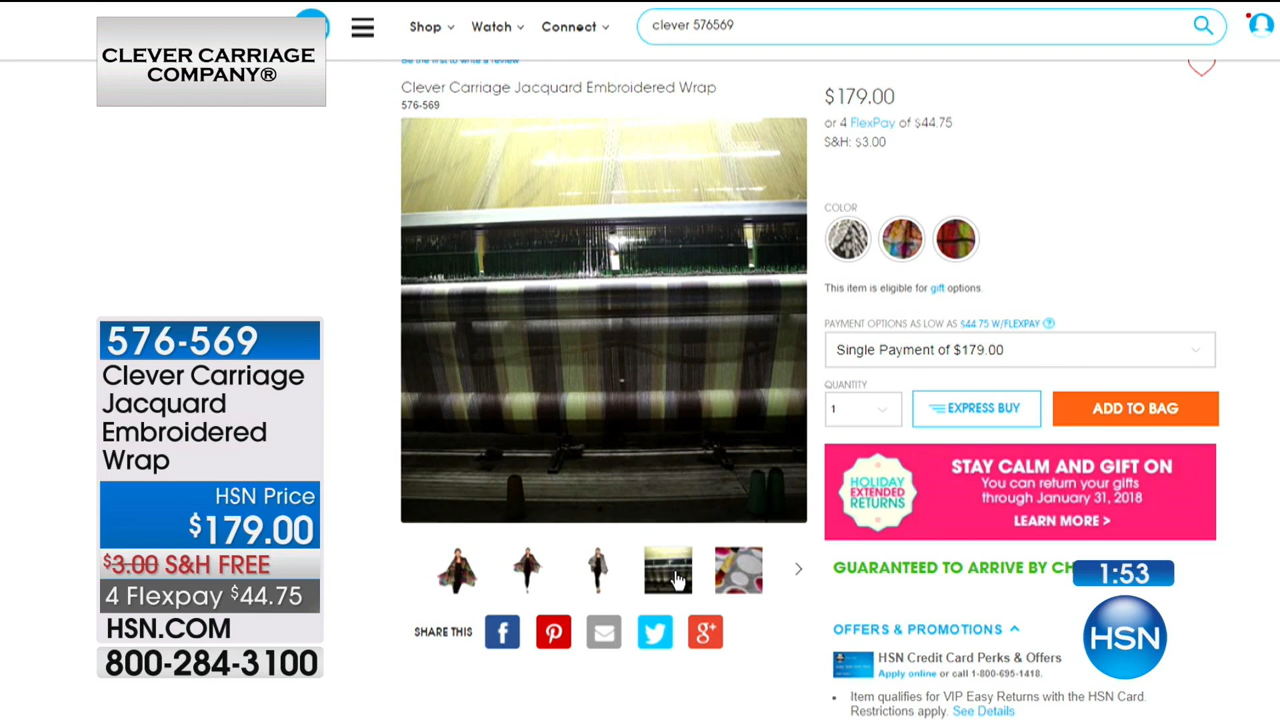 CLEVER CARRIAGE
COMPANY®
Shop
Watch
Connect
clever 576569
Be the first to write a review
Clever Carriage Jacquard Embroidered Wrap
576-569
$179.00
or 4 FlexPay of $44.75
S&H: $3.00
COLOR
This item is eligible for gift options.
PAYMENT OPTIONS AS LOW AS $44.75 W/FLEXPAY ?
Single Payment of $179.00
QUANTITY
1
EXPRESS BUY
ADD TO BAG
HOLIDAY
EXTENDED
RETURNS
STAY CALM AND GIFT ON
You can return your gifts
through January 31, 2018
LEARN MORE >
GUARANTEED TO ARRIVE BY CH
1:53
OFFERS & PROMOTIONS
HSN
HSN Credit Card Perks & Offers
Apply online or call 1-800-695-1418.
Item qualifies for VIP Easy Returns with the HSN Card.
Restrictions apply. See Details
SHARE THIS
f
g+
576-569
Clever Carriage
Jacquard
Embroidered
Wrap
HSN Price
$179.00
$3.00 S&H FREE
4 Flexpay $44.75
HSN.COM
800-284-3100